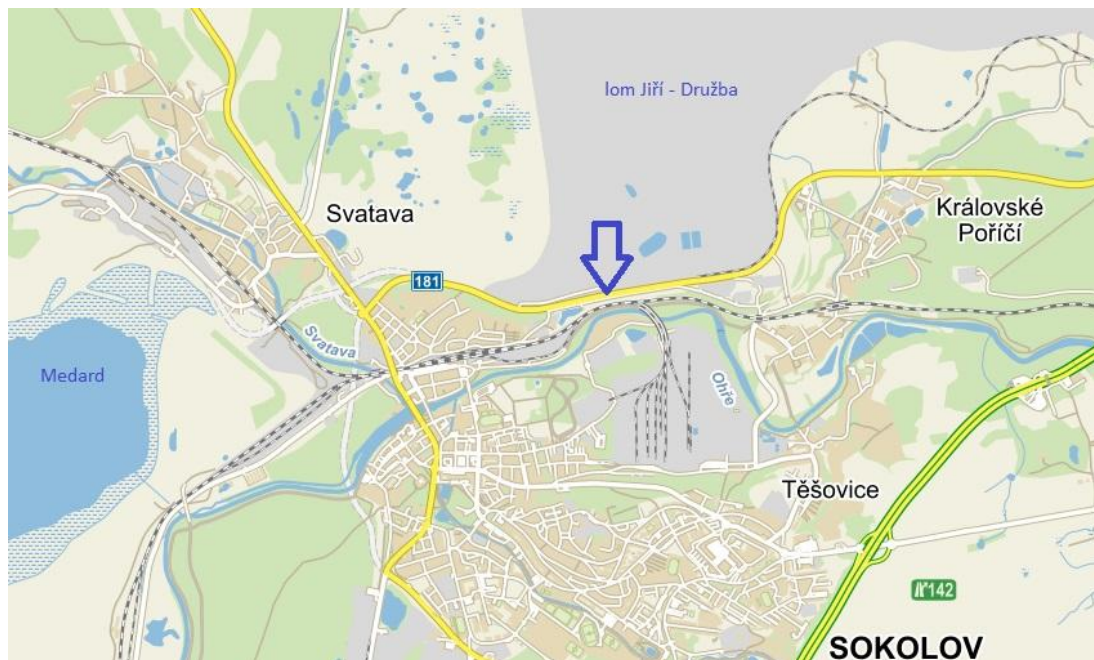 lom Jiří - Družba
Svatava
Královské
Poříčí
181
Svatava
Medard
Ohře
Těšovice
142
SOKOLOV